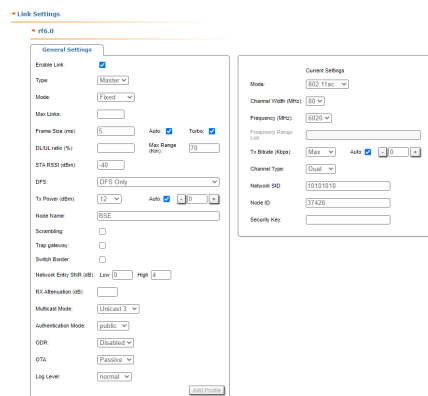 Link Settings
rf6.0
General Settings
Enable Link:
Type: Master
Mode: Fixed
Max Links:
Frame Size (ms): 5 Auto: Turbo:
DL/UL ratio (%): Max Range (Km): 70
STA RSSI (dBm): -40
DFS: DFS Only
Tx Power (dBm): 12 Auto: - 0 +
Node Name: BSE
Scrambling:
Trap gateway:
Switch Border:
Network Entry SNR (dB): Low 0 High 4
RX Attenuation (dB):
Multicast Mode: Unicast 3
Authentication Mode: public
ODR: Disabled
OTA: Passive
Log Level: normal
Add Profile
Current Settings
Mode: 802.11ac
Channel Width (MHz): 80
Frequency (MHz): 6020
Frequency Range List:
Tx Bitrate (Kbps): Max Auto: - 0 +
Channel Type: Dual
Network SID: 10101010
Node ID: 37426
Security Key: